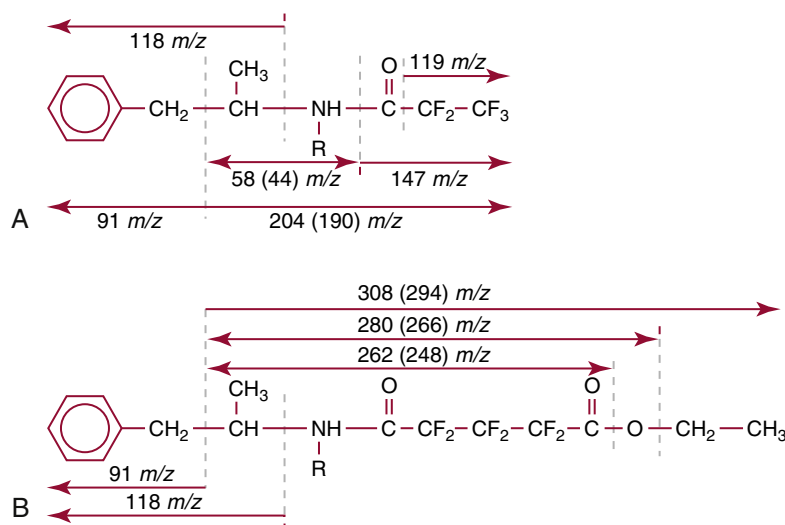 118 m/z
O
119 m/z
CH3
CH2 CH NH C CF2 CF3
R
58 (44) m/z 147 m/z
A 91 m/z 204 (190) m/z
308 (294) m/z
280 (266) m/z
262 (248) m/z
CH3 O O
CH2 CH NH C CF2 CF2 CF2 C O CH2 CH3
R
91 m/z
B 118 m/z